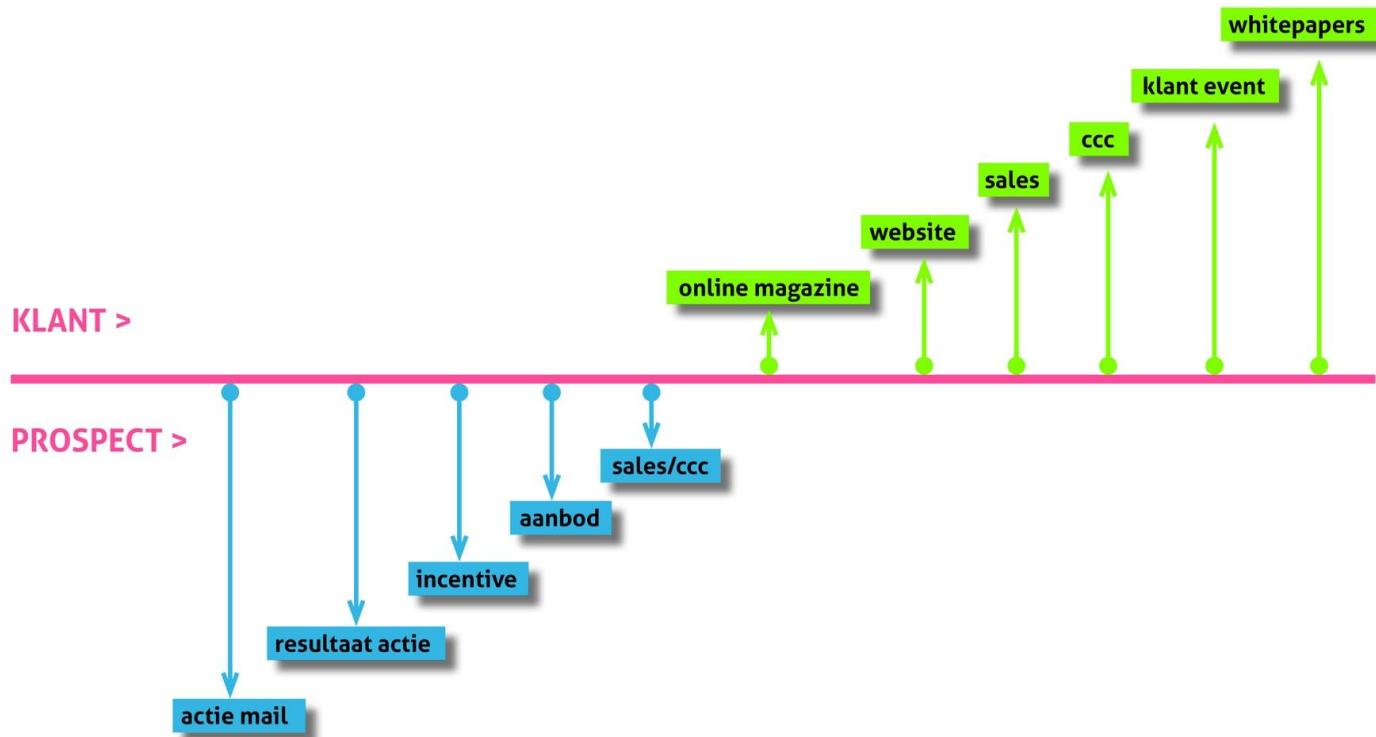 whitepapers
klant event
ccc
sales
website
online magazine
KLANT >
PROSPECT >
sales/ccc
aanbod
incentive
resultaat actie
actie mail